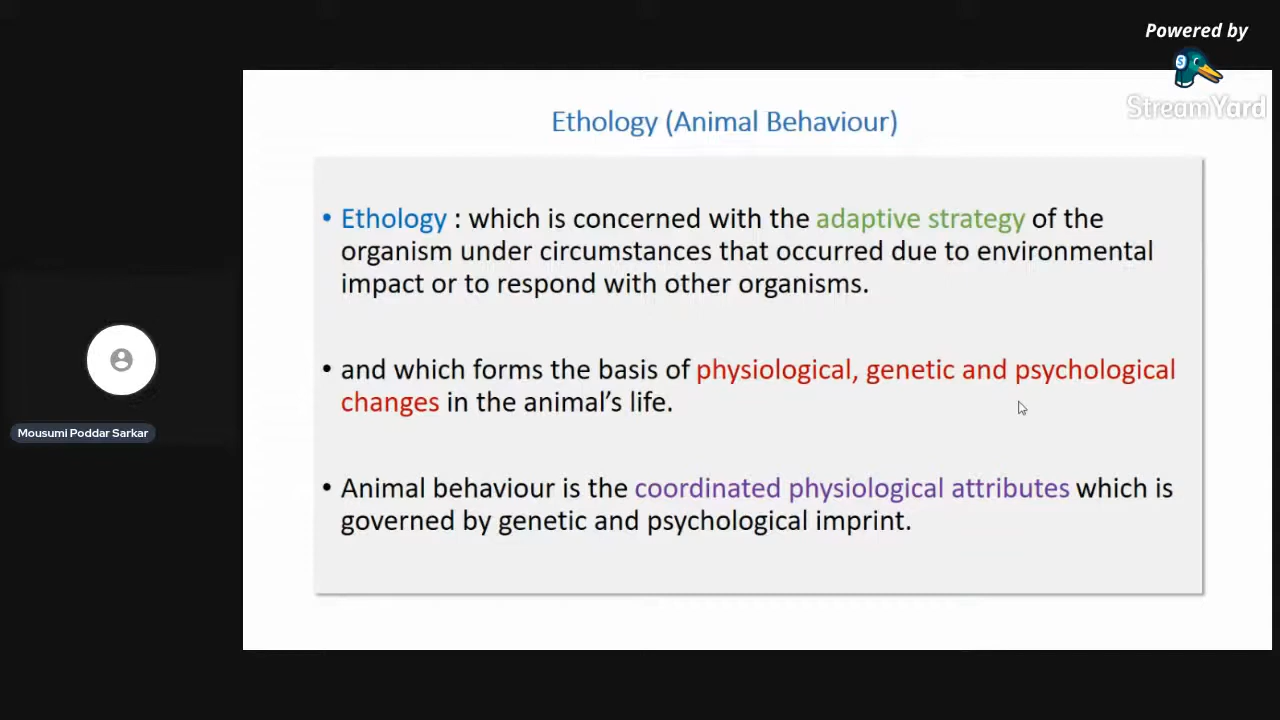 Powered by
StreamYard
Ethology (Animal Behaviour)
• Ethology : which is concerned with the adaptive strategy of the
organism under circumstances that occurred due to environmental
impact or to respond with other organisms.
• and which forms the basis of physiological, genetic and psychological
changes in the animal’s life.
• Animal behaviour is the coordinated physiological attributes which is
governed by genetic and psychological imprint.
Mousumi Poddar Sarkar